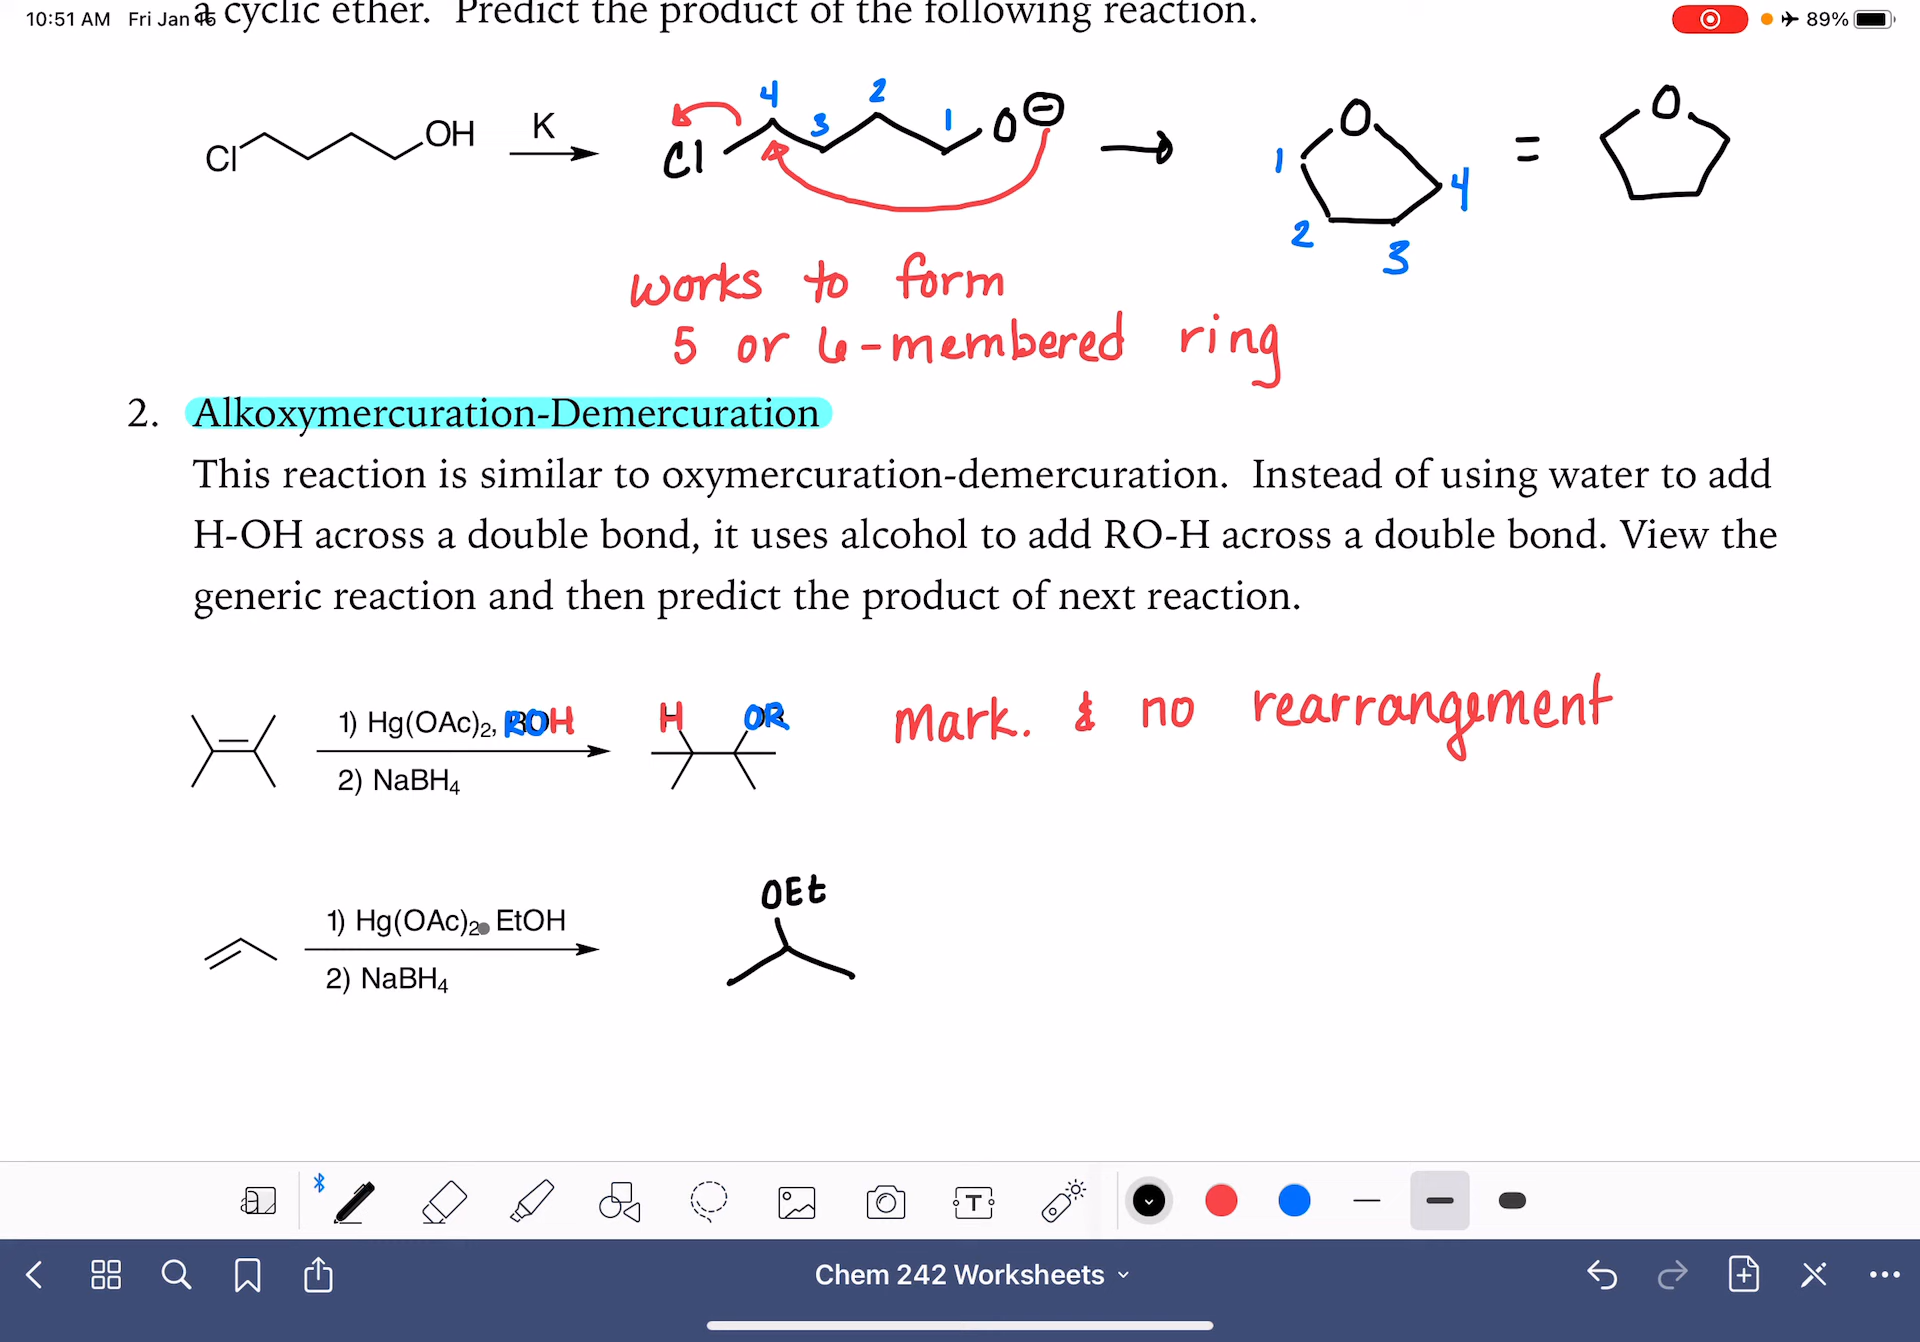 10:51 AM Fri Jan 16
89%
a cyclic ether. Predict the product of the following reaction.
Cl OH K Cl 4 3 2 1 O ⊖ → O 1 2 3 4 = O
works to form
5 or 6-membered ring
2. Alkoxymercuration-Demercuration
This reaction is similar to oxymercuration-demercuration. Instead of using water to add
H-OH across a double bond, it uses alcohol to add RO-H across a double bond. View the
generic reaction and then predict the product of next reaction.
1) Hg(OAc)2, ROH H OR mark. & no rearrangement
2) NaBH4
OEt
1) Hg(OAc)2 EtOH
2) NaBH4
T
Chem 242 Worksheets